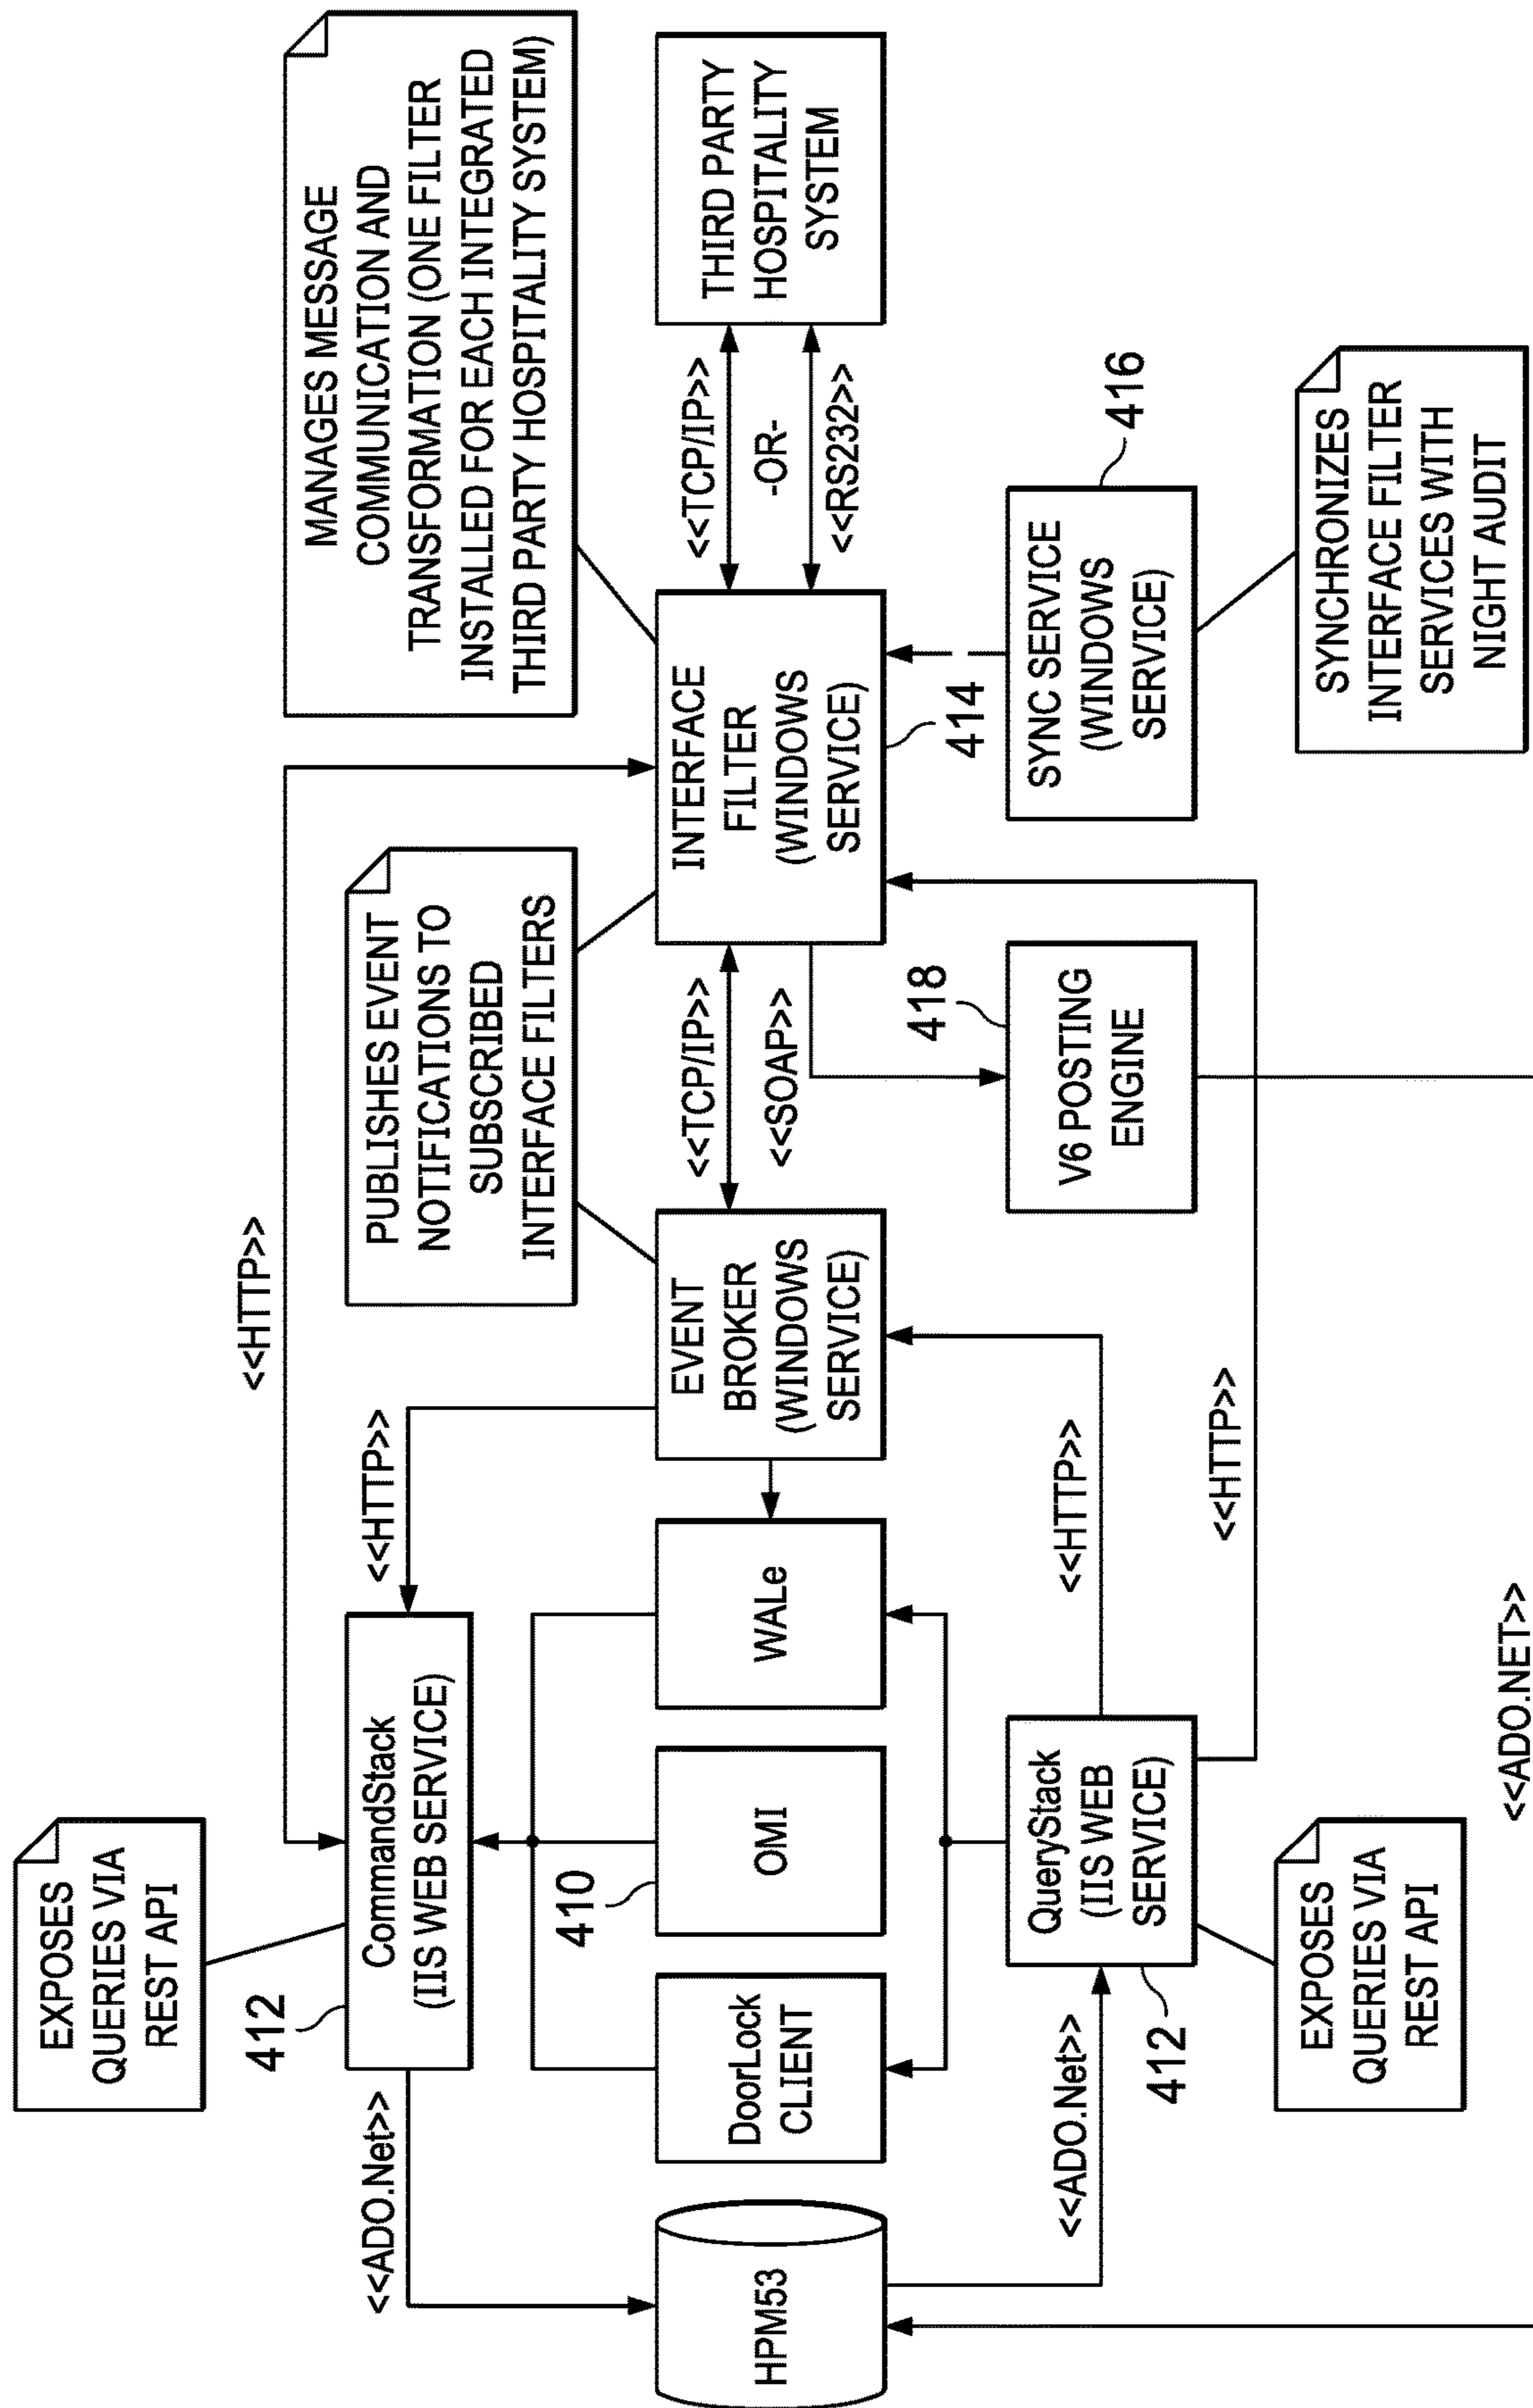 EXPOSES
QUERIES VIA
REST API
412
CommandStack
(IIS WEB SERVICE)
<<HTTP>>
PUBLISHES EVENT
NOTIFICATIONS TO
SUBSCRIBED
INTERFACE FILTERS
MANAGES MESSAGE
COMMUNICATION AND
TRANSFORMATION (ONE FILTER
INSTALLED FOR EACH INTEGRATED
THIRD PARTY HOSPITALITY SYSTEM)
<<ADO.Net>>
<<HTTP>>
HPM53
DoorLock
CLIENT
410
OMI
WALe
EVENT
BROKER
(WINDOWS
SERVICE)
<<TCP/IP>>
<<SOAP>>
INTERFACE
FILTER
(WINDOWS
SERVICE)
414
<<TCP/IP>>
-OR-
<<RS232>>
THIRD PARTY
HOSPITALITY
SYSTEM
<<ADO.Net>>
412
QueryStack
(IIS WEB
SERVICE)
<<HTTP>>
<<HTTP>>
418
V6 POSTING
ENGINE
SYNC SERVICE
(WINDOWS
SERVICE)
416
EXPOSES
QUERIES VIA
REST API
SYNCHRONIZES
INTERFACE FILTER
SERVICES WITH
NIGHT AUDIT
<<ADO.NET>>